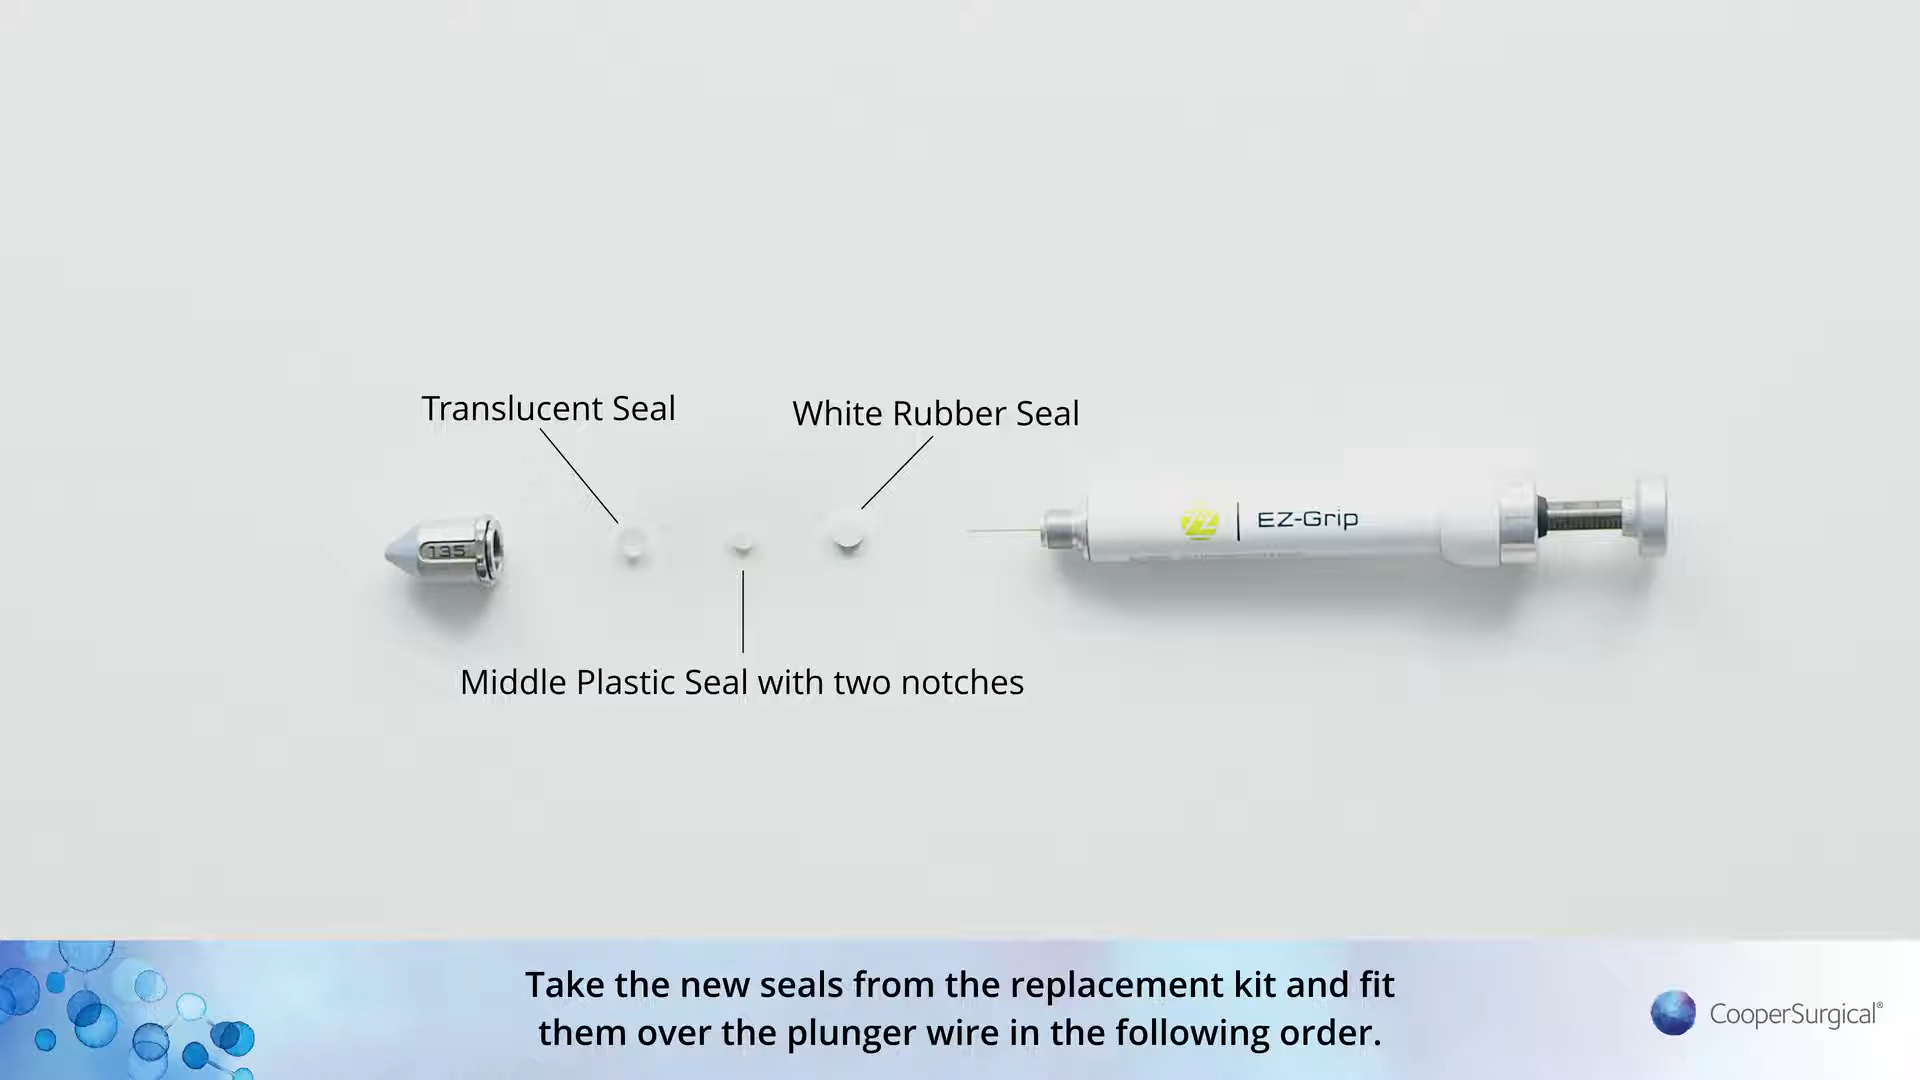 Translucent Seal
White Rubber Seal
135
EZ-Grip
Middle Plastic Seal with two notches
Take the new seals from the replacement kit and fit
them over the plunger wire in the following order.
CooperSurgical®